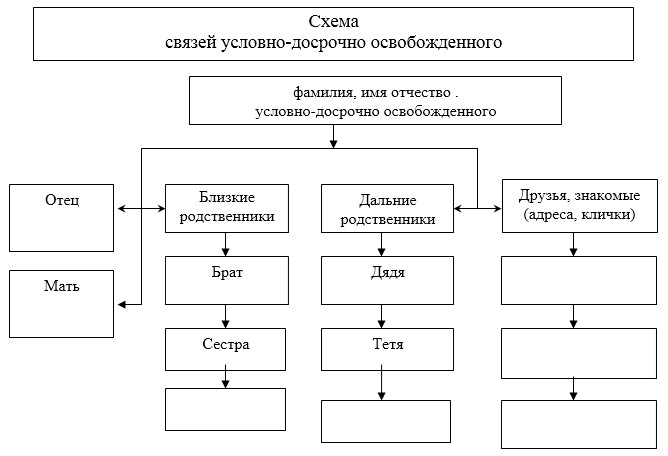 Схема
связей условно-досрочно освобожденного
фамилия, имя отчество .
условно-досрочно освобожденного
Отец
Близкие
родственники
Дальние
родственники
Друзья, знакомые
(адреса, клички)
Мать
Брат
Дядя
Сестра
Тетя